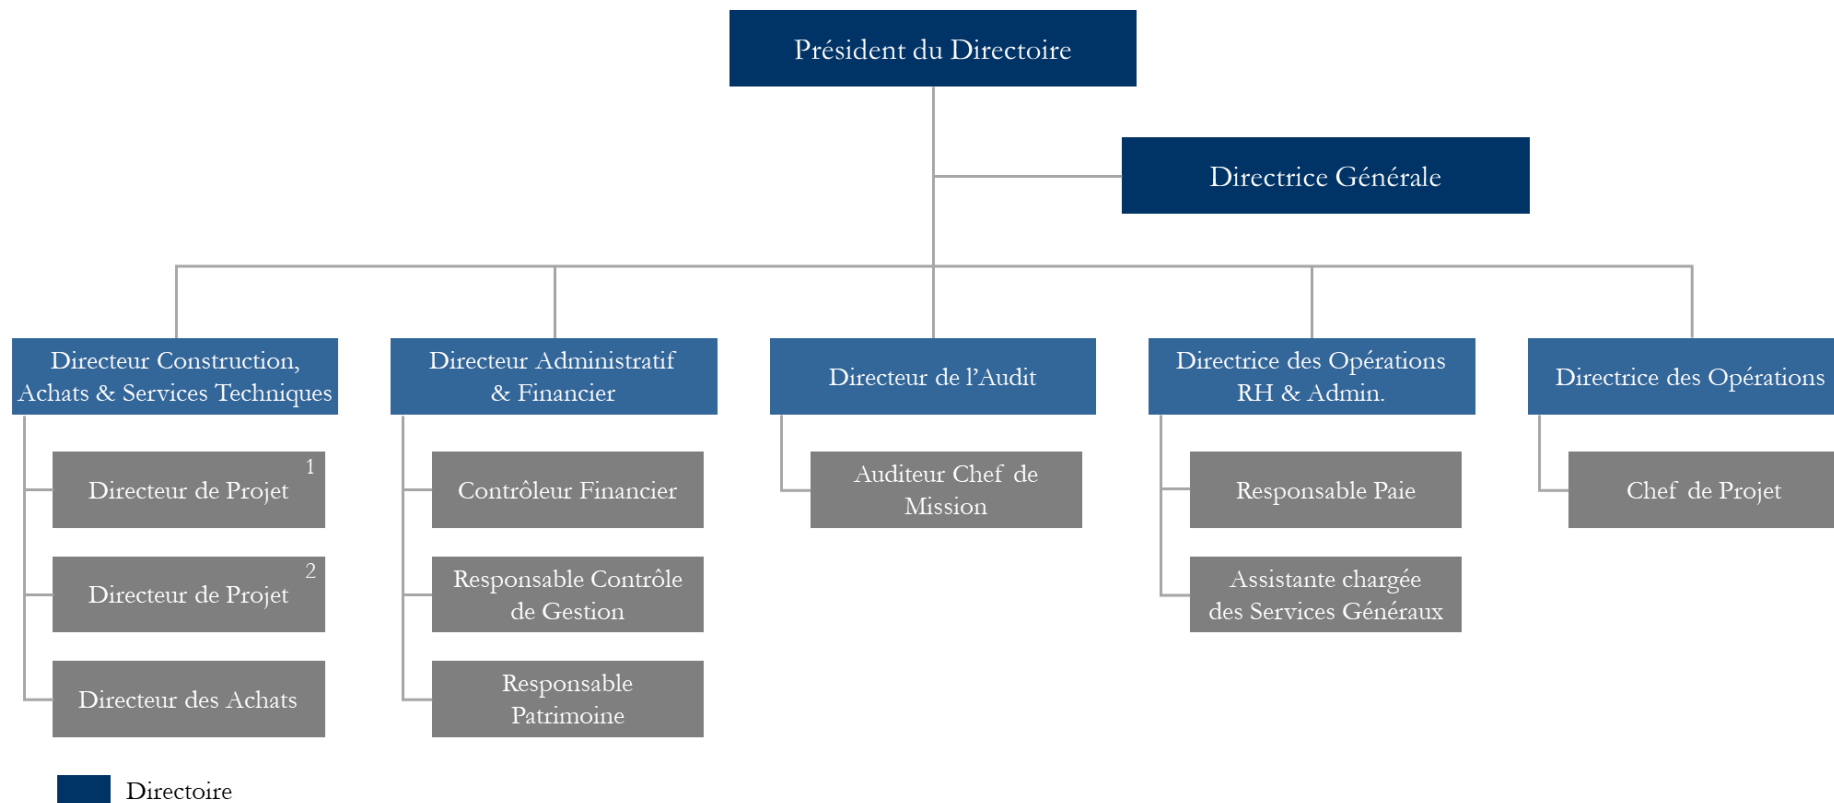 Président du Directoire
Directrice Générale
Directeur Construction,
Achats & Services Techniques
Directeur de Projet 1
Directeur de Projet 2
Directeur des Achats
Directeur Administratif
& Financier
Contrôleur Financier
Responsable Contrôle
de Gestion
Responsable
Patrimoine
Directeur de l’Audit
Auditeur Chef de
Mission
Directrice des Opérations
RH & Admin.
Responsable Paie
Assistante chargée
des Services Généraux
Directrice des Opérations
Chef de Projet
Directoire